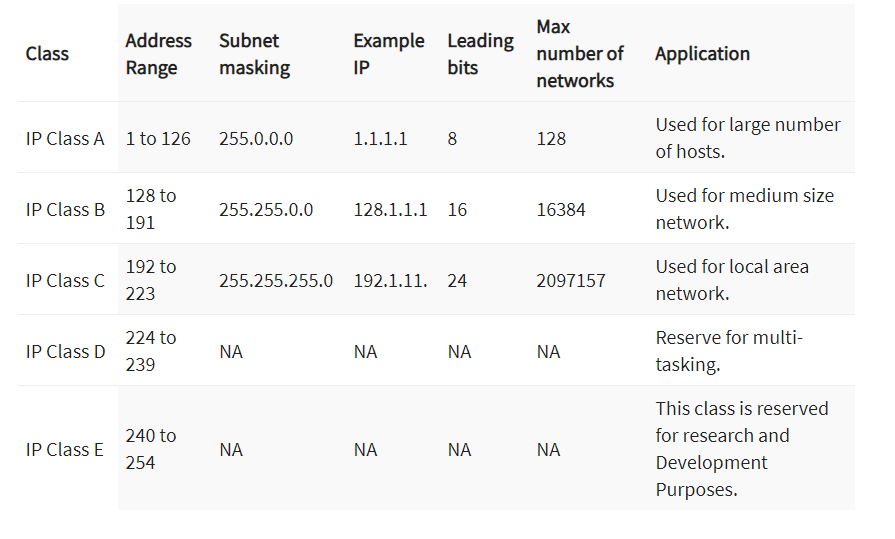 Class Address Range Subnet masking Example IP Leading bits Max number of networks Application
IP Class A 1 to 126 255.0.0.0 1.1.1.1 8 128 Used for large number of hosts.
IP Class B 128 to 191 255.255.0.0 128.1.1.1 16 16384 Used for medium size network.
IP Class C 192 to 223 255.255.255.0 192.1.11. 24 2097157 Used for local area network.
IP Class D 224 to 239 NA NA NA NA Reserve for multi-tasking.
IP Class E 240 to 254 NA NA NA NA This class is reserved for research and Development Purposes.